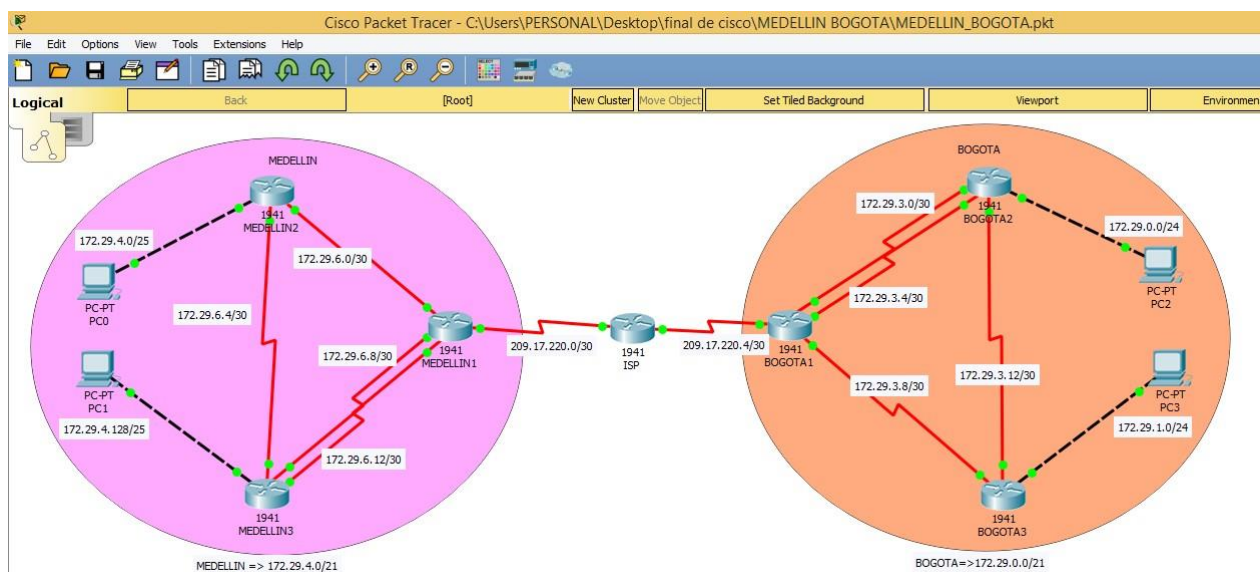 Cisco Packet Tracer - C:\Users\PERSONAL\Desktop\final de cisco\MEDELLIN BOGOTA\MEDELLIN_BOGOTA.pkt
File Edit Options View Tools Extensions Help
Logical Back [Root] New Cluster Move Object Set Tiled Background Viewport Environmen
MEDELLIN
1941
MEDELLIN2
172.29.4.0/25
172.29.6.0/30
PC-PT
PC0
172.29.6.4/30
172.29.6.8/30
1941
MEDELLIN1
PC-PT
PC1
172.29.4.128/25
172.29.6.12/30
1941
MEDELLIN3
MEDELLIN => 172.29.4.0/21
209.17.220.0/30
1941
ISP
209.17.220.4/30
BOGOTA
1941
BOGOTA2
172.29.3.0/30
172.29.0.0/24
PC-PT
PC2
172.29.3.4/30
1941
BOGOTA1
172.29.3.12/30
172.29.3.8/30
PC-PT
PC3
172.29.1.0/24
1941
BOGOTA3
BOGOTA=>172.29.0.0/21